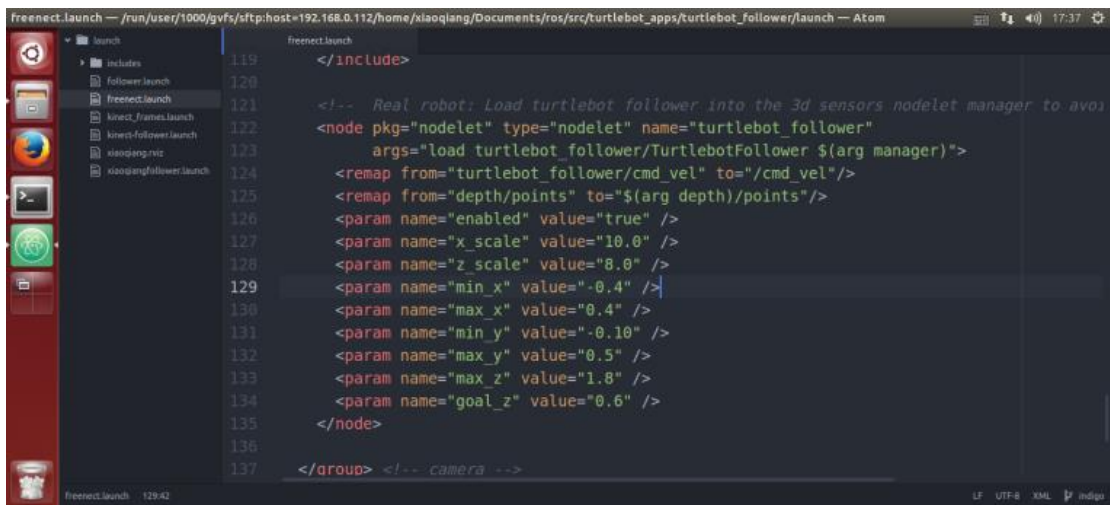 freenect.launch — /run/user/1000/gvfs/sftp:host=192.168.0.112/home/xiaoqiang/Documents/ros/src/turtlebot_apps/turtlebot_follower/launch — Atom
17:37
launch
includes
follower.launch
freenect.launch
kinect_frames.launch
kinect-follower.launch
xiaoqiang.rviz
xiaoqiangfollower.launch
freenect.launch
119 </include>
120
121 <!-- Real robot: Load turtlebot follower into the 3d sensors nodelet manager to avoi
122 <node pkg="nodelet" type="nodelet" name="turtlebot_follower"
123 args="load turtlebot_follower/TurtlebotFollower $(arg manager)">
124 <remap from="turtlebot_follower/cmd_vel" to="/cmd_vel"/>
125 <remap from="depth/points" to="$(arg depth)/points"/>
126 <param name="enabled" value="true" />
127 <param name="x_scale" value="10.0" />
128 <param name="z_scale" value="8.0" />
129 <param name="min_x" value="-0.4" />
130 <param name="max_x" value="0.4" />
131 <param name="min_y" value="-0.10" />
132 <param name="max_y" value="0.5" />
133 <param name="max_z" value="1.8" />
134 <param name="goal_z" value="0.6" />
135 </node>
136
137 </group> <!-- camera -->
freenect.launch 129:42
LF UTF-8 XML indigo